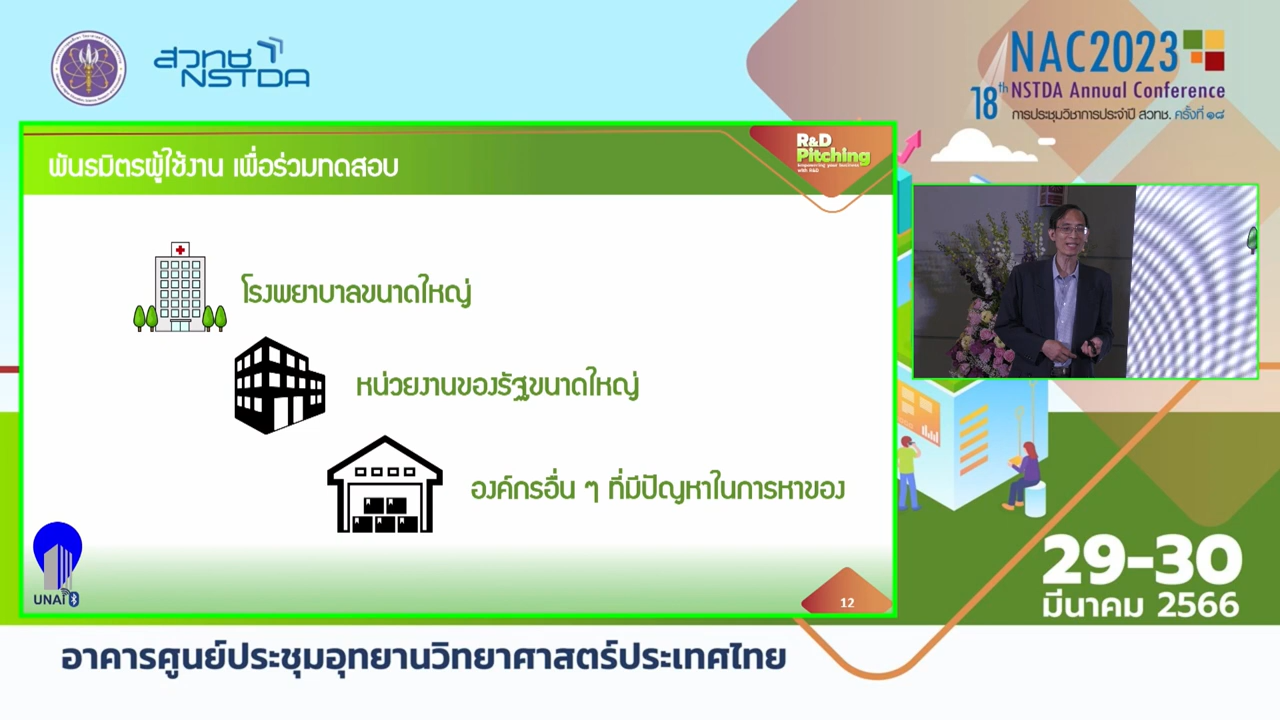 สวทช
NSTDA
NAC2023
18th NSTDA Annual Conference
การประชุมวิชาการประจำปี สวทช. ครั้งที่ ๑๘
พันธมิตรผู้ใช้งาน เพื่อร่วมทดสอบ
R&D
Pitching
empowering your business
with R&D
โรงพยาบาลขนาดใหญ่
หน่วยงานของรัฐขนาดใหญ่
องค์กรอื่น ๆ ที่มีปัญหาในการหาของ
UNAI
12
29-30
มีนาคม 2566
อาคารศูนย์ประชุมอุทยานวิทยาศาสตร์ประเทศไทย